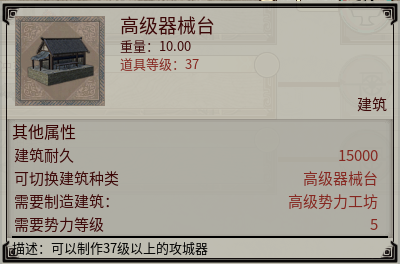 高级器械台
重量：10.00
道具等级：37
建筑
其他属性
建筑耐久 15000
可切换建筑种类 高级器械台
需要制造建筑： 高级势力工坊
需要势力等级 5
描述：可以制作37级以上的攻城器